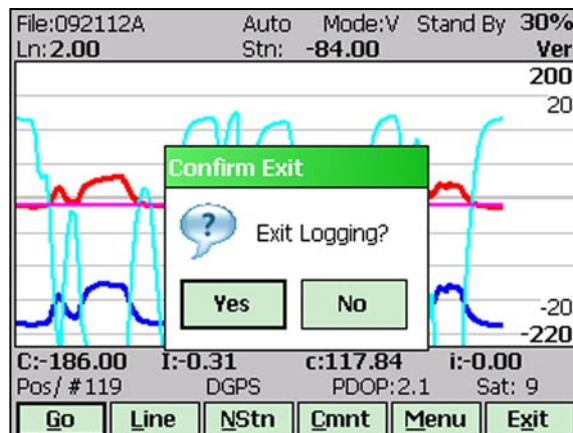 File:092112A Auto Mode:V Stand By 30%
Ln:2.00 Stn: -84.00 Ver
200
20
Confirm Exit
Exit Logging?
Yes No
-20
-220
C:-186.00 I:-0.31 c:117.84 i:-0.00
Pos/ #119 DGPS PDOP:2.1 Sat: 9
Go Line NStn Cmnt Menu Exit